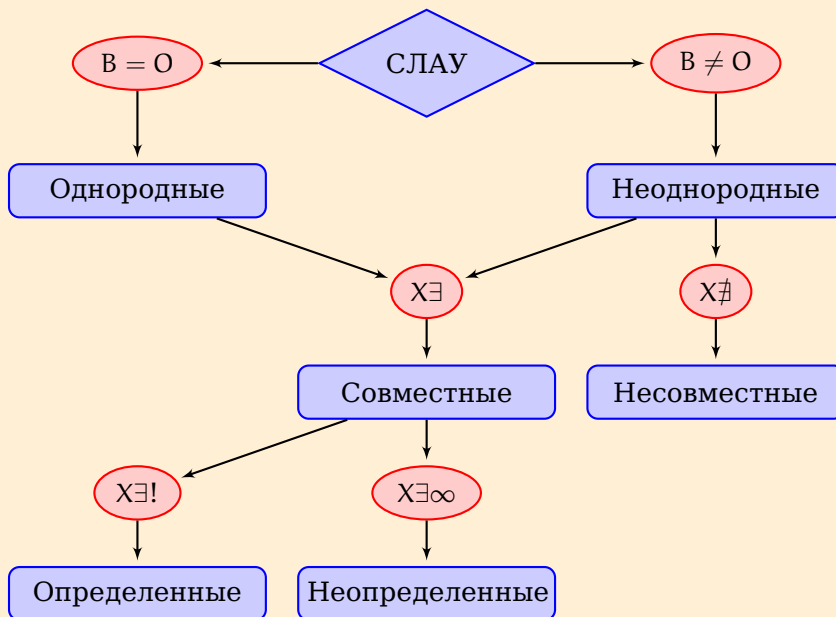 B = O
СЛАУ
B ≠ O
Однородные
Неоднородные
X∃
X∄
Совместные
Несовместные
X∃!
X∃∞
Определенные
Неопределенные